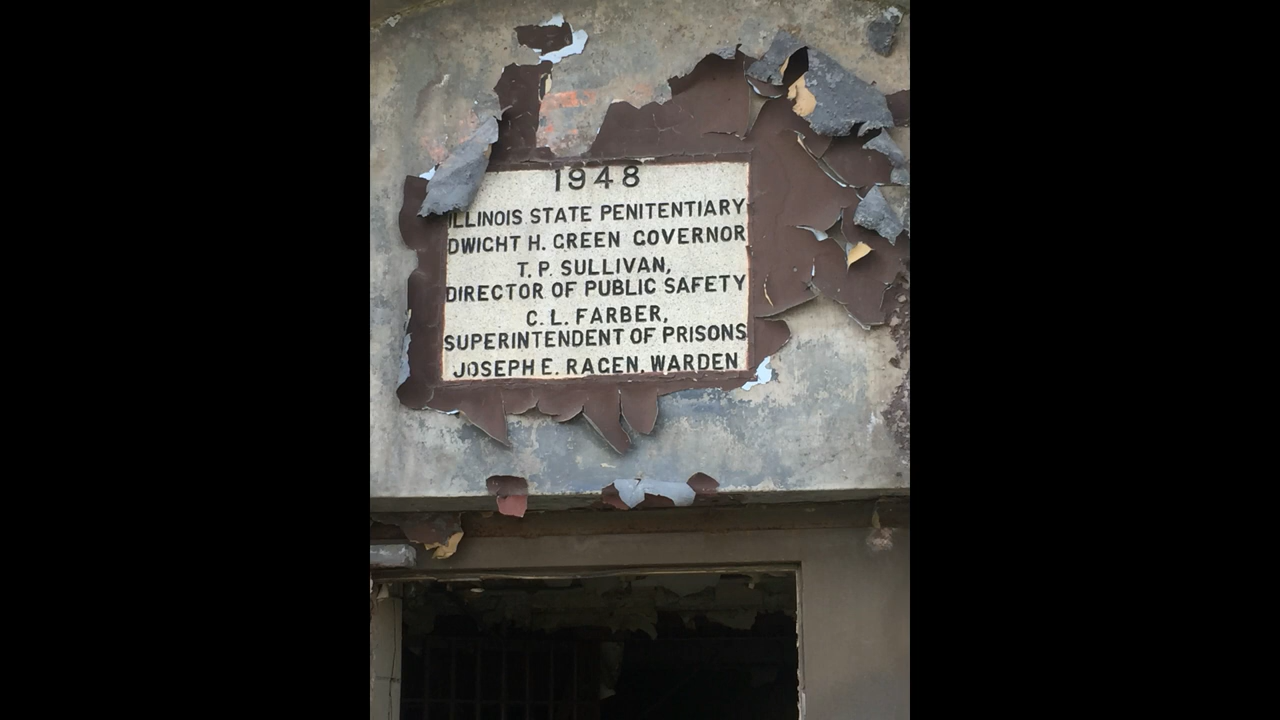 1948
ILLINOIS STATE PENITENTIARY
DWIGHT H. GREEN GOVERNOR
T. P. SULLIVAN,
DIRECTOR OF PUBLIC SAFETY
C. L. FARBER,
SUPERINTENDENT OF PRISONS
JOSEPH E. RAGEN, WARDEN